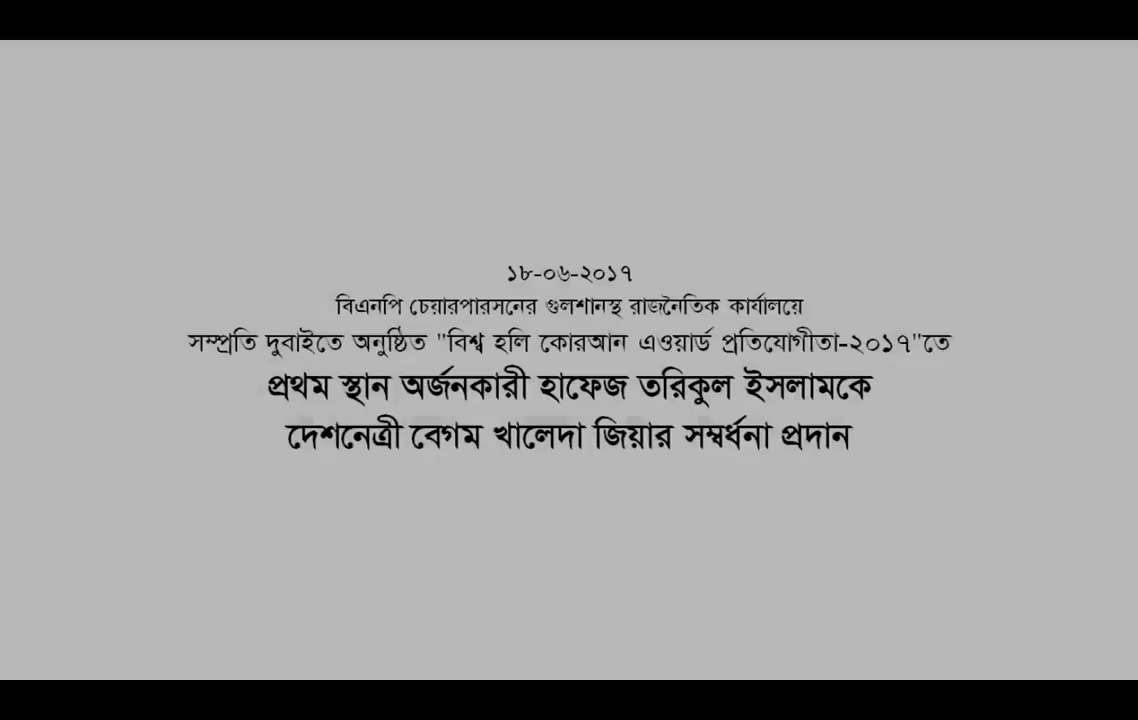 ১৮-০৬-২০১৭
বিএনপি চেয়ারপারসনের গুলশানস্থ রাজনৈতিক কার্যালয়ে
সম্প্রতি দুবাইতে অনুষ্ঠিত "বিশ্ব হলি কোরআন এওয়ার্ড প্রতিযোগীতা-২০১৭"তে
প্রথম স্থান অর্জনকারী হাফেজ তরিকুল ইসলামকে
দেশনেত্রী বেগম খালেদা জিয়ার সম্বর্ধনা প্রদান